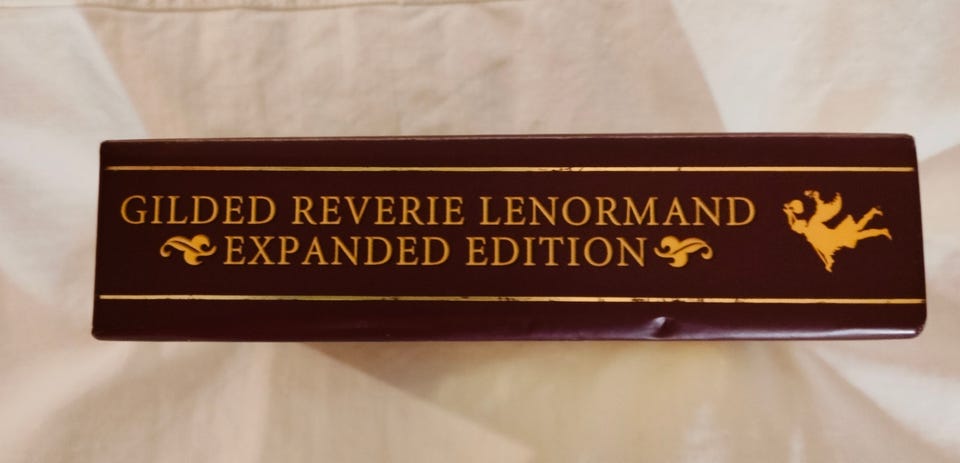 GILDED REVERIE LENORMAND
EXPANDED EDITION